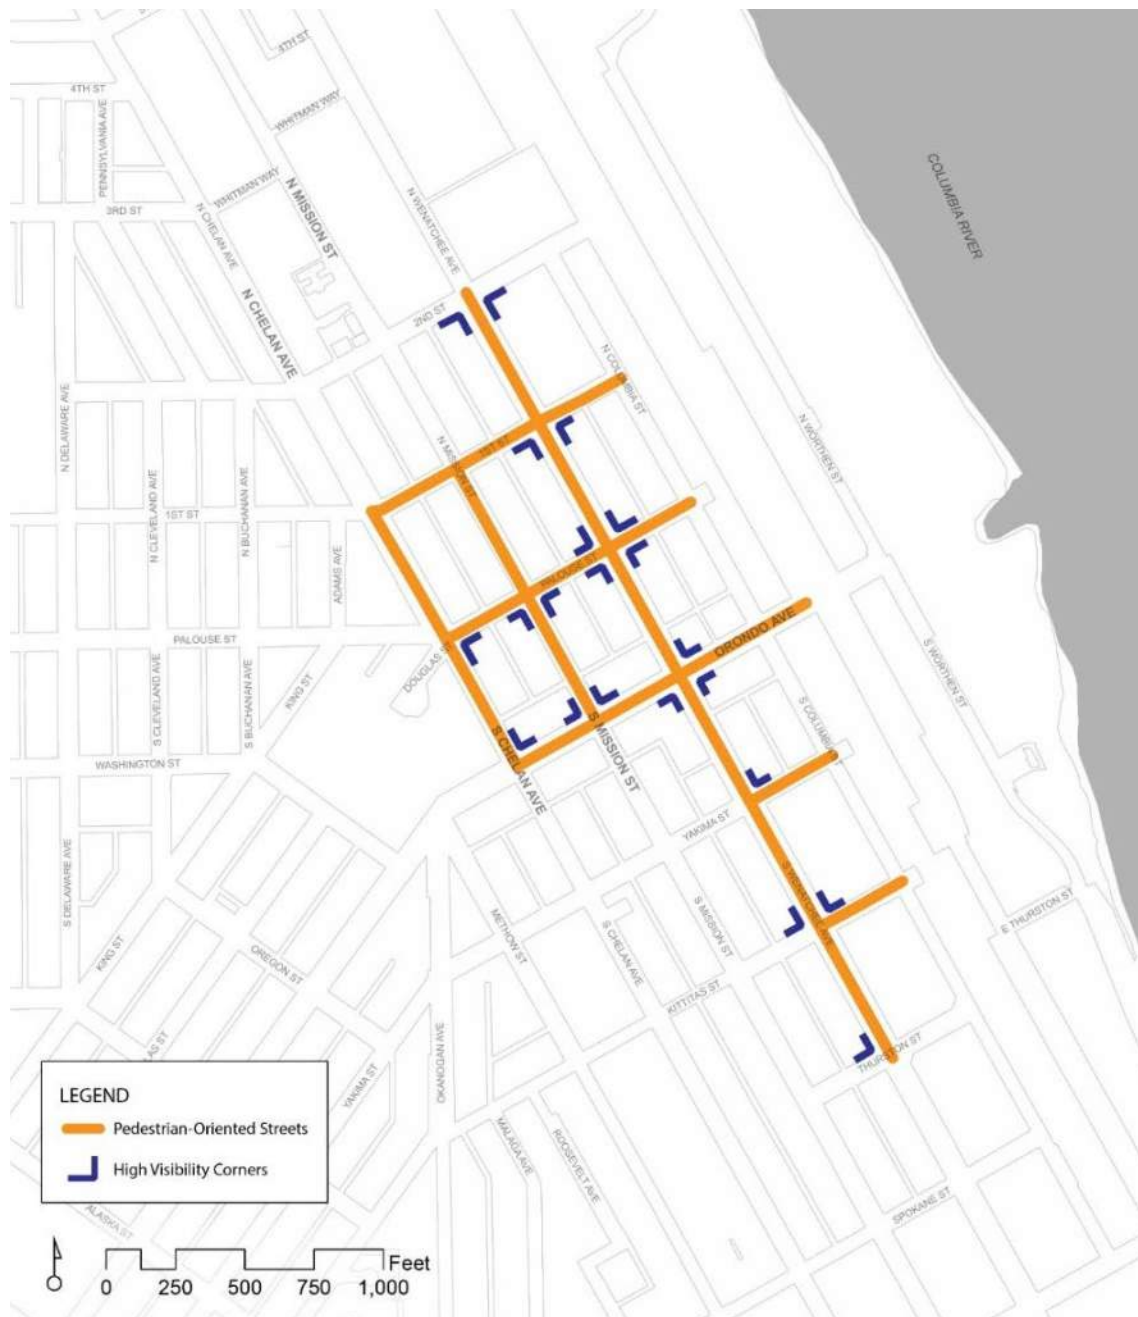 4TH ST
4TH ST
PENNSYLVANIA AVE
WHITMAN WAY
WHITMAN WAY
3RD ST
N CHELAN AVE
N MISSION ST
N WENATCHEE AVE
COLUMBIA RIVER
N CHELAN AVE
2ND ST
N COLUMBIA ST
N DELAWARE AVE
N CLEVELAND AVE
N BUCHANAN AVE
1ST ST
N MISSION ST
N WORTHEN ST
1ST ST
ADAMS AVE
PALOUSE ST
PALOUSE ST
DOUGLAS ST
ORONDO AVE
S WORTHEN ST
S CLEVELAND AVE
S BUCHANAN AVE
KING ST
S COLUMBIA ST
S CHELAN AVE
S MISSION ST
WASHINGTON ST
YAKIMA ST
S DELAWARE AVE
S WENATCHEE AVE
KING ST
OREGON ST
METHOW ST
S CHELAN AVE
S MISSION ST
E THURSTON ST
KITTITAS ST
LAS ST
YAKIMA ST
OKANOGAN AVE
THURSTON ST
MALAGA AVE
ROOSEVELT AVE
SPOKANE ST
ALASKA ST
LEGEND
Pedestrian-Oriented Streets
High Visibility Corners
Feet
0 250 500 750 1,000